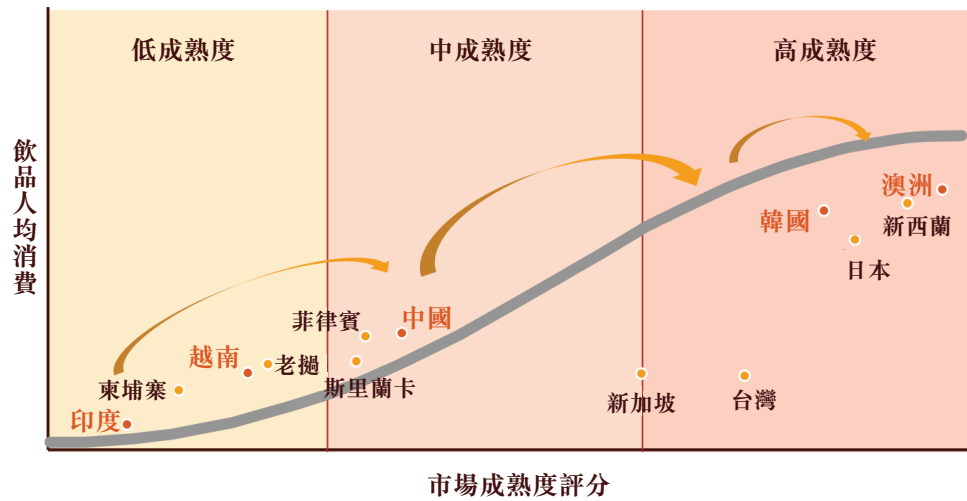 低成熟度
中成熟度
高成熟度
飲品人均消費
澳洲
韓國
新西蘭
日本
菲律賓
中國
越南
老撾
柬埔寨
斯里蘭卡
新加坡
台灣
印度
市場成熟度評分